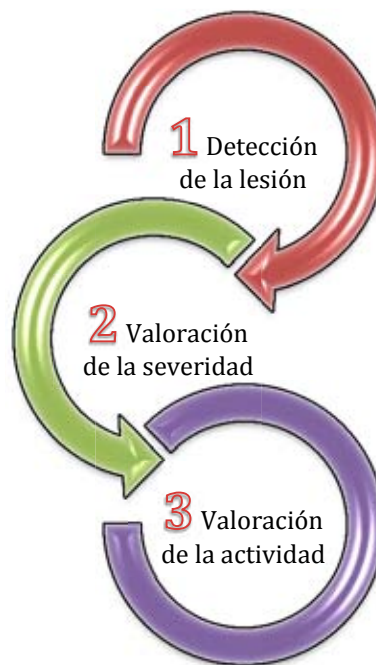 1 Detección
de la lesión
2 Valoración
de la severidad
3 Valoración
de la actividad